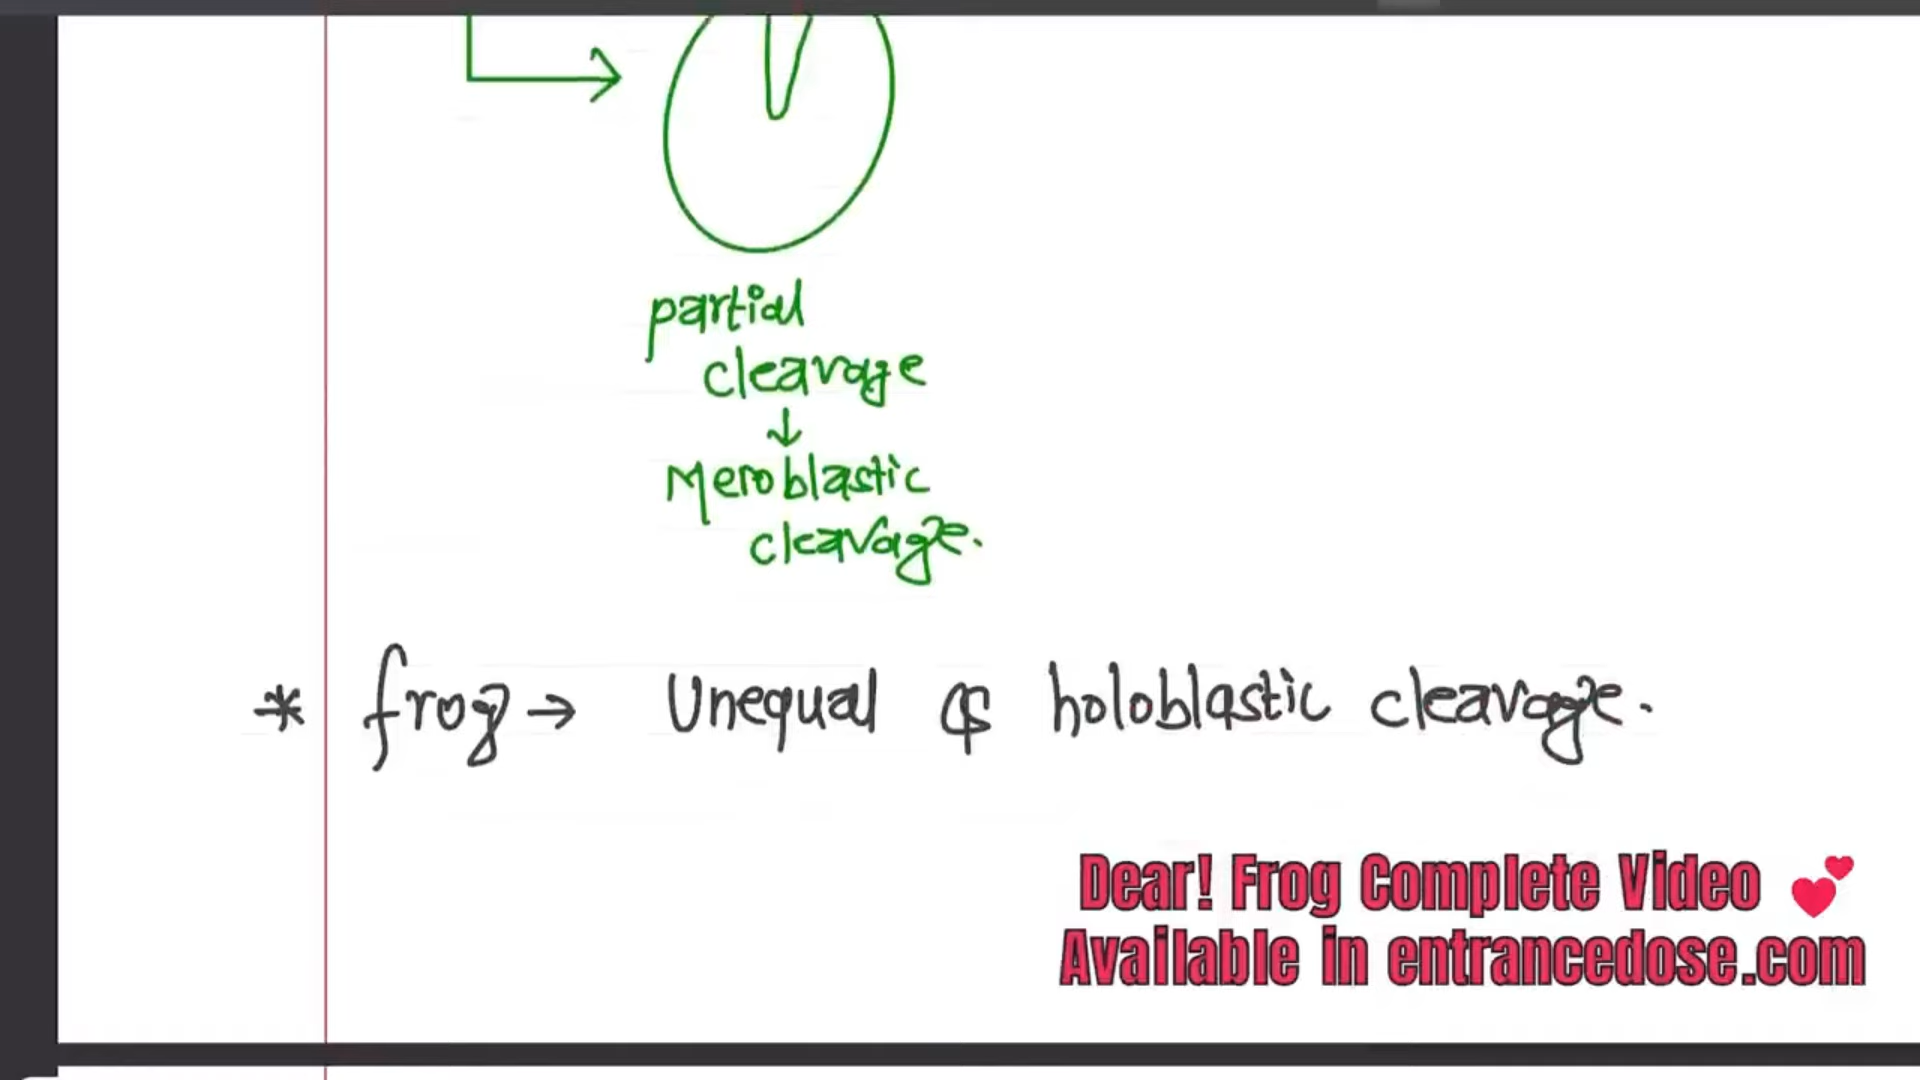 partial
cleavage
↓
Meroblastic
cleavage.
* frog → Unequal & holoblastic cleavage.
Dear! Frog Complete Video 💕
Available in entrancedose.com